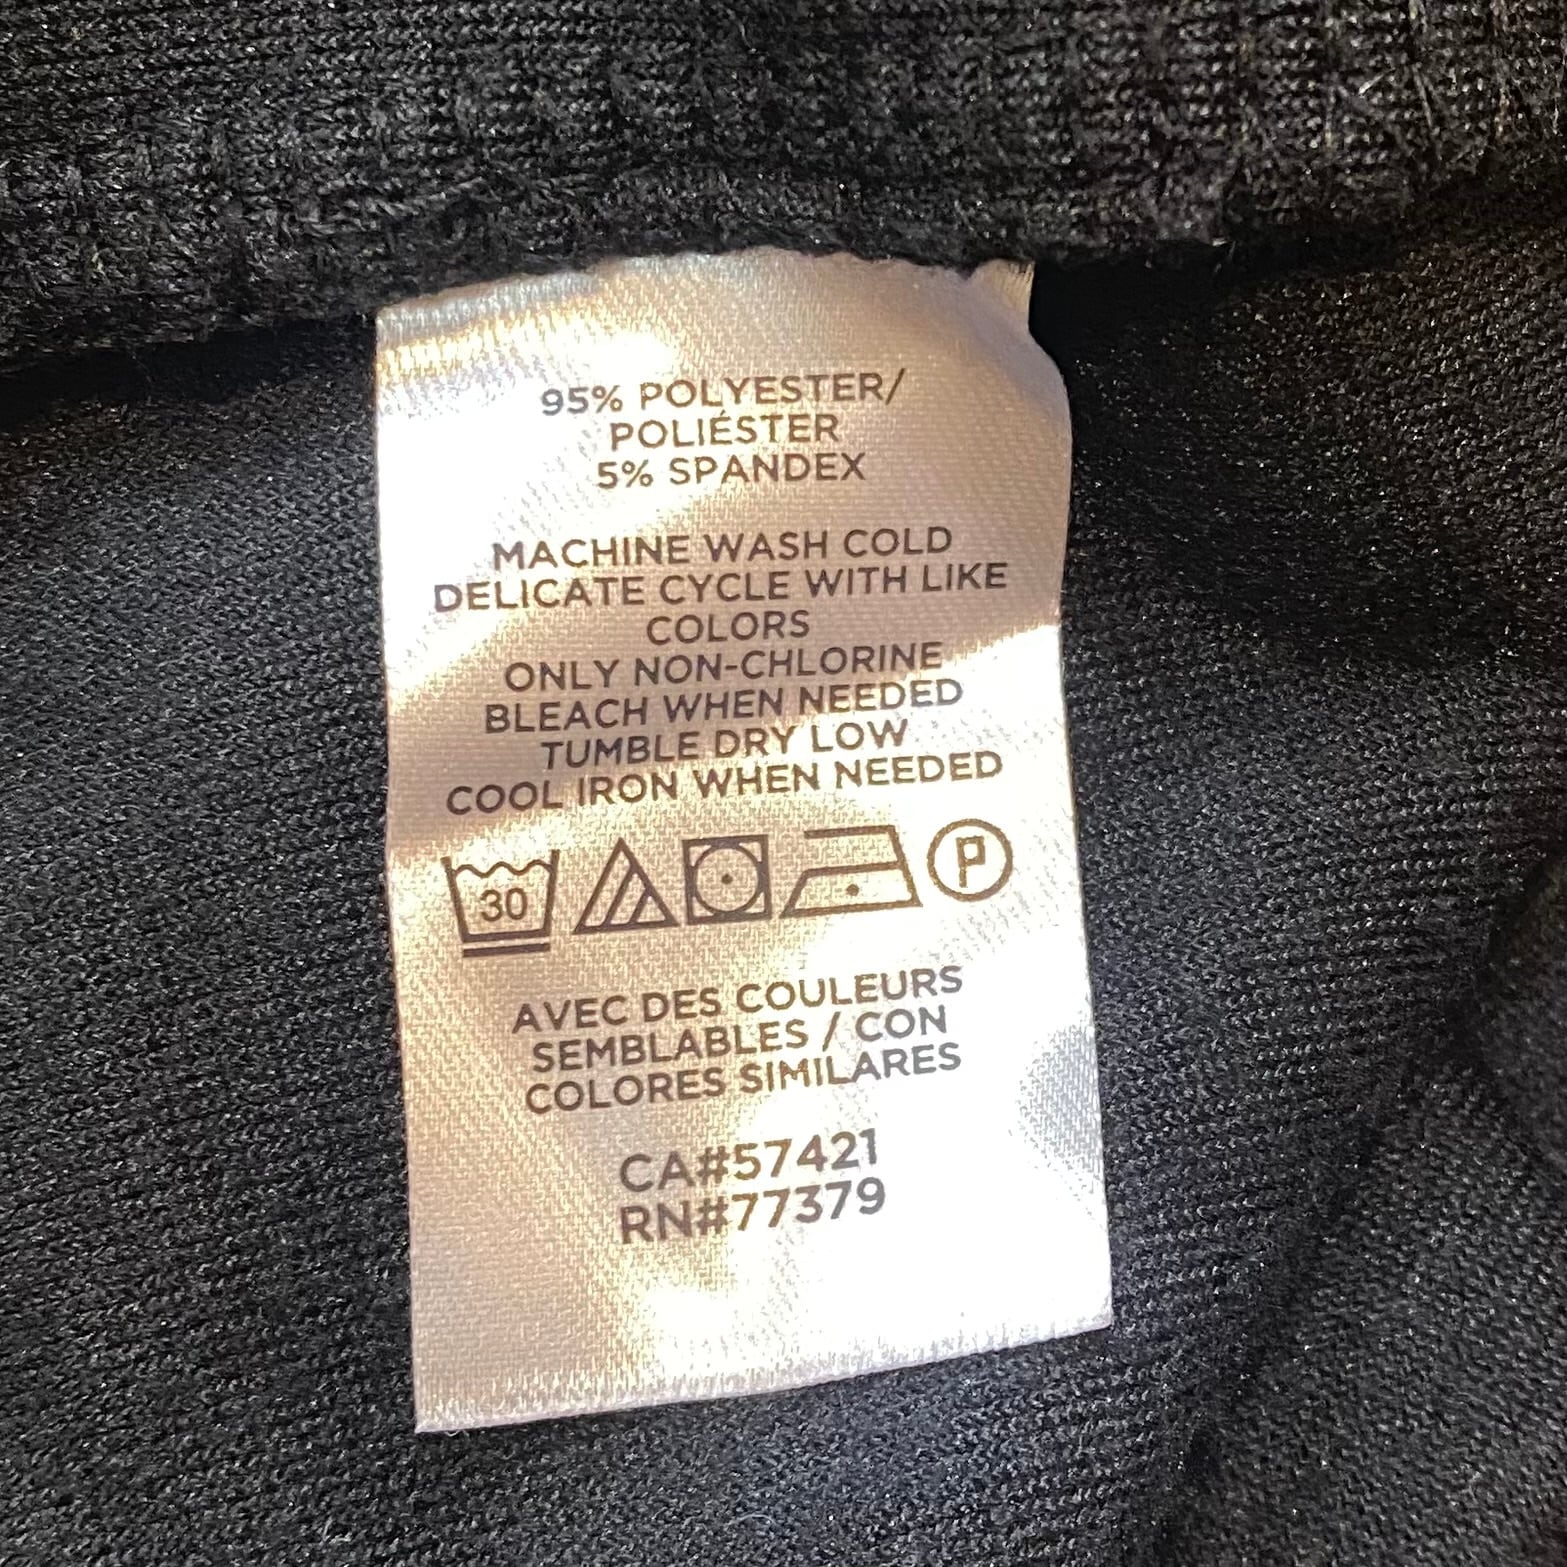 95% POLYESTER/
POLIÉSTER
5% SPANDEX
MACHINE WASH COLD
DELICATE CYCLE WITH LIKE
COLORS
ONLY NON-CHLORINE
BLEACH WHEN NEEDED
TUMBLE DRY LOW
COOL IRON WHEN NEEDED
30 P
AVEC DES COULEURS
SEMBLABLES / CON
COLORES SIMILARES
CA#57421
RN#77379